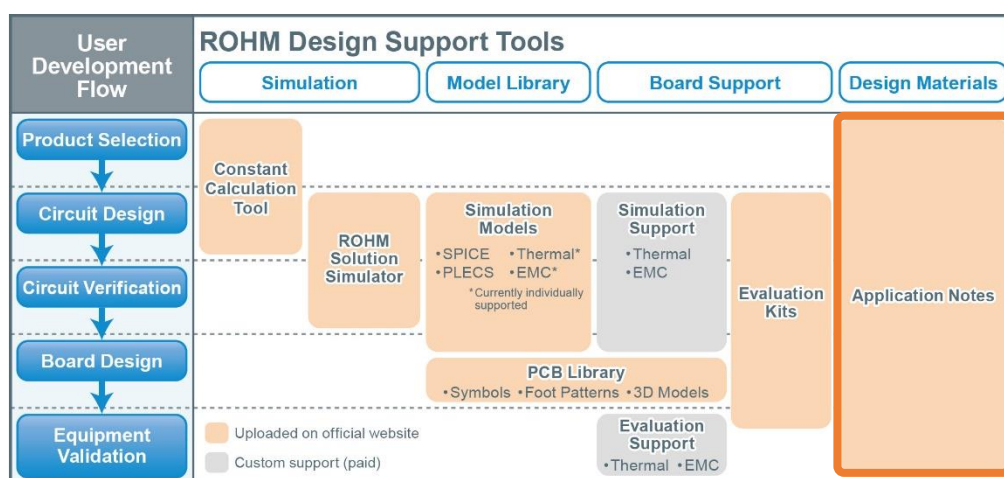 User
Development
Flow
ROHM Design Support Tools
Simulation
Model Library
Board Support
Design Materials
Product Selection
Circuit Design
Circuit Verification
Board Design
Equipment
Validation
Constant
Calculation
Tool
ROHM
Solution
Simulator
Simulation
Models
•SPICE •Thermal*
•PLECS •EMC*
*Currently individually
supported
Simulation
Support
•Thermal
•EMC
Evaluation
Kits
Application Notes
PCB Library
•Symbols •Foot Patterns •3D Models
Evaluation
Support
•Thermal •EMC
Uploaded on official website
Custom support (paid)